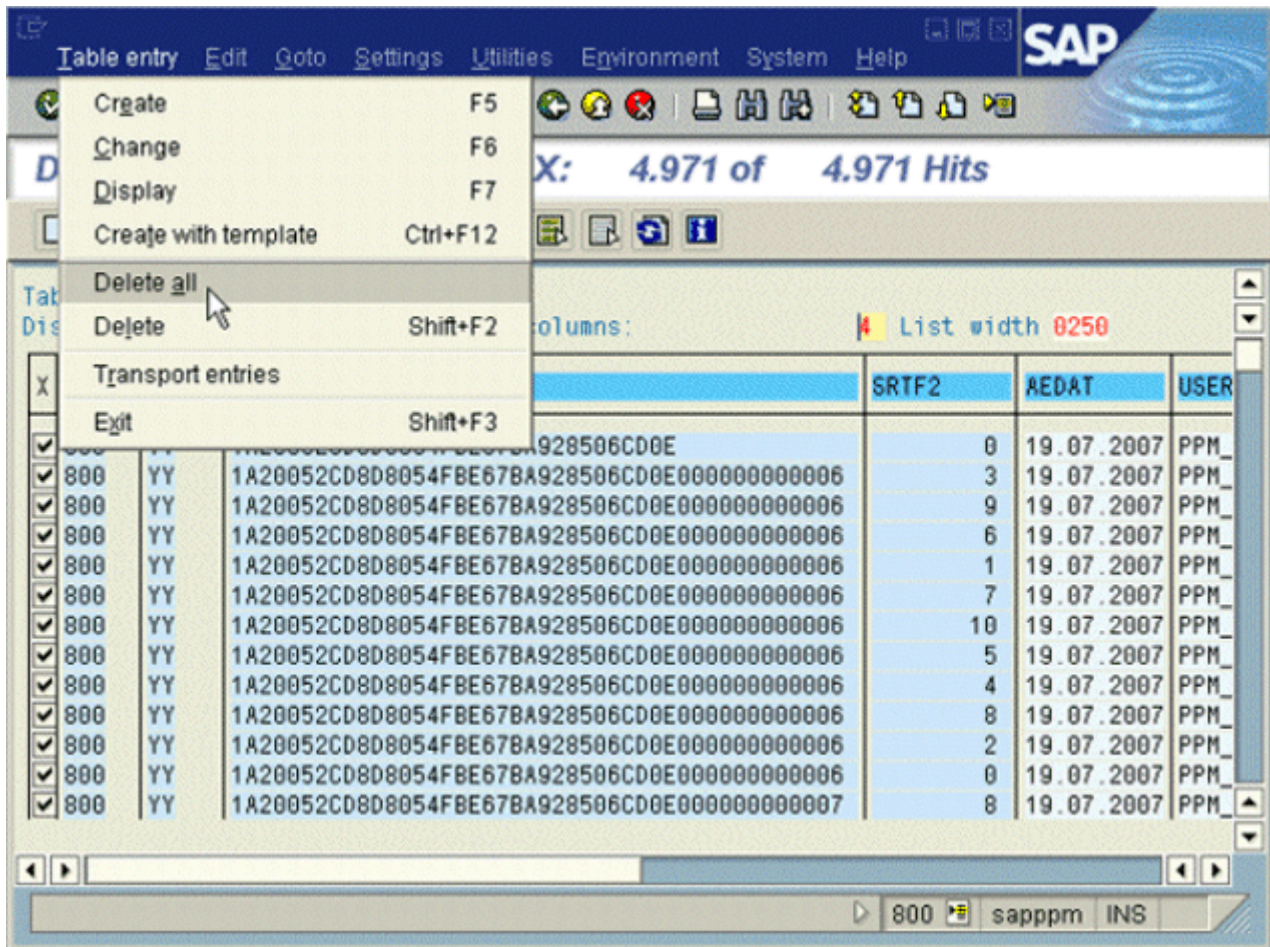 Table entry Edit Goto Settings Utilities Environment System Help SAP
Create F5
Change F6
Display F7
Create with template Ctrl+F12
Delete all
Delete Shift+F2
Transport entries
Exit Shift+F3
D X: 4.971 of 4.971 Hits
Tab
Dis columns: 4 List width 0250
X SRTF2 AEDAT USER
0 19.07.2007 PPM_
800 YY 1A20052CD8D8054FBE67BA928506CD0E000000000006 3 19.07.2007 PPM_
800 YY 1A20052CD8D8054FBE67BA928506CD0E000000000006 9 19.07.2007 PPM_
800 YY 1A20052CD8D8054FBE67BA928506CD0E000000000006 6 19.07.2007 PPM_
800 YY 1A20052CD8D8054FBE67BA928506CD0E000000000006 1 19.07.2007 PPM_
800 YY 1A20052CD8D8054FBE67BA928506CD0E000000000006 7 19.07.2007 PPM_
800 YY 1A20052CD8D8054FBE67BA928506CD0E000000000006 10 19.07.2007 PPM_
800 YY 1A20052CD8D8054FBE67BA928506CD0E000000000006 5 19.07.2007 PPM_
800 YY 1A20052CD8D8054FBE67BA928506CD0E000000000006 4 19.07.2007 PPM_
800 YY 1A20052CD8D8054FBE67BA928506CD0E000000000006 8 19.07.2007 PPM_
800 YY 1A20052CD8D8054FBE67BA928506CD0E000000000006 2 19.07.2007 PPM_
800 YY 1A20052CD8D8054FBE67BA928506CD0E000000000006 0 19.07.2007 PPM_
800 YY 1A20052CD8D8054FBE67BA928506CD0E000000000007 8 19.07.2007 PPM_
800 sapppm INS